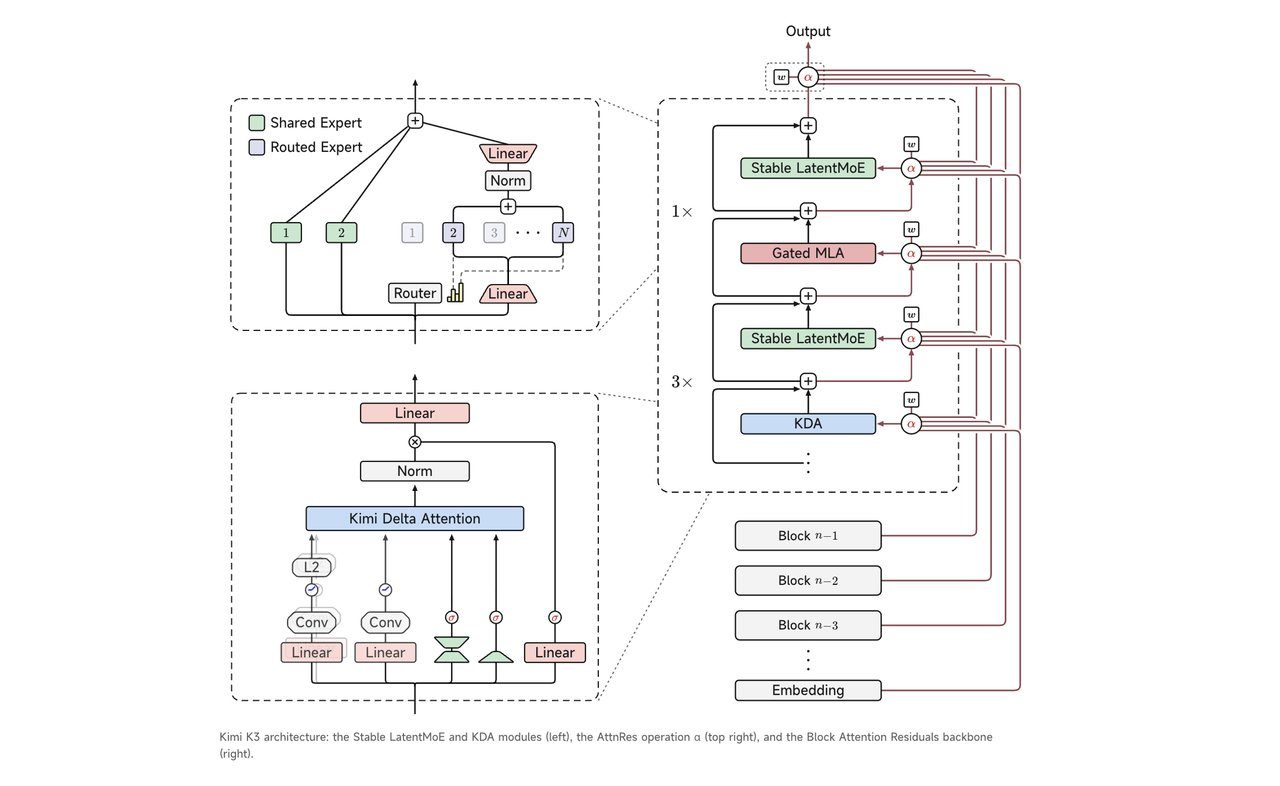 Output
w
α
Shared Expert
Routed Expert
Linear
Norm
1
2
1
2
3
···
N
Router
Linear
Stable LatentMoE
w
α
1×
Gated MLA
w
α
Stable LatentMoE
w
α
3×
KDA
w
α
Linear
Norm
Kimi Delta Attention
L2
Conv
Conv
σ
σ
σ
Linear
Linear
Linear
Block n−1
Block n−2
Block n−3
Embedding
Kimi K3 architecture: the Stable LatentMoE and KDA modules (left), the AttnRes operation α (top right), and the Block Attention Residuals backbone
(right).